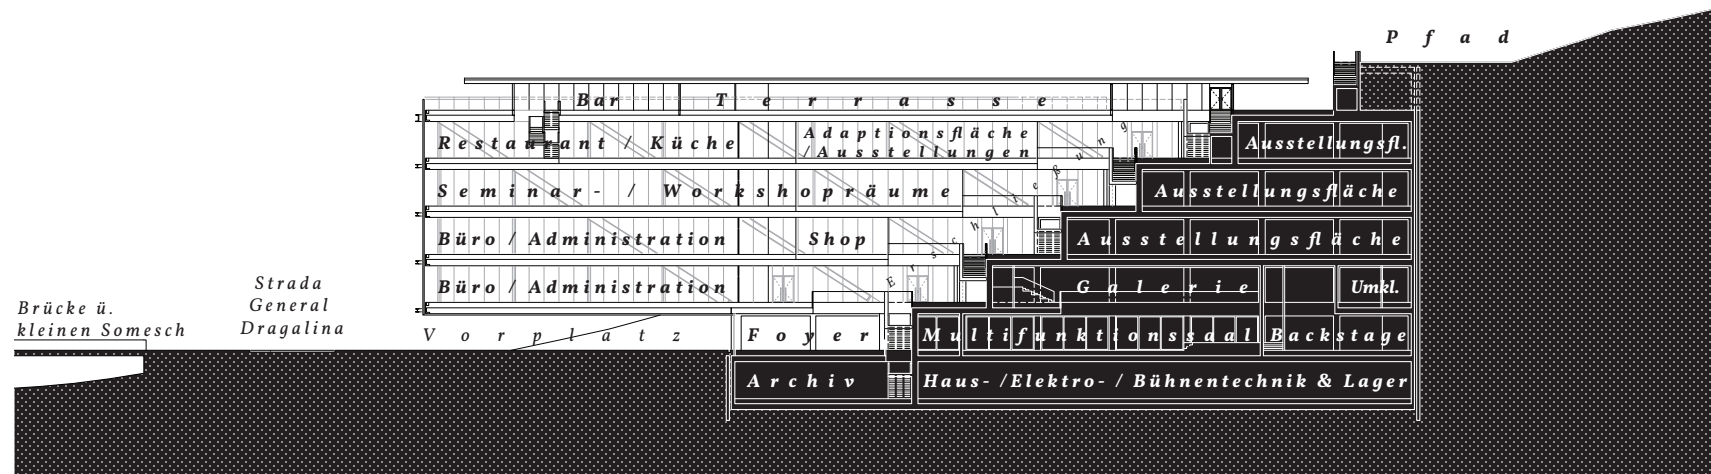 Pfad
Bar Terrasse
Restaurant / Küche
Adaptionsfläche
/ Ausstellungen
Ausstellungsfl.
Seminar- / Workshopräume
Ausstellungsfläche
Erschließung
Büro / Administration
Shop
Ausstellungsfläche
Büro / Administration
Galerie
Umkl.
Brücke ü.
kleinen Somesch
Strada
General
Dragalina
Vorplatz
Foyer
Multifunktionssaal
Backstage
Archiv
Haus- /Elektro- / Bühnentechnik & Lager